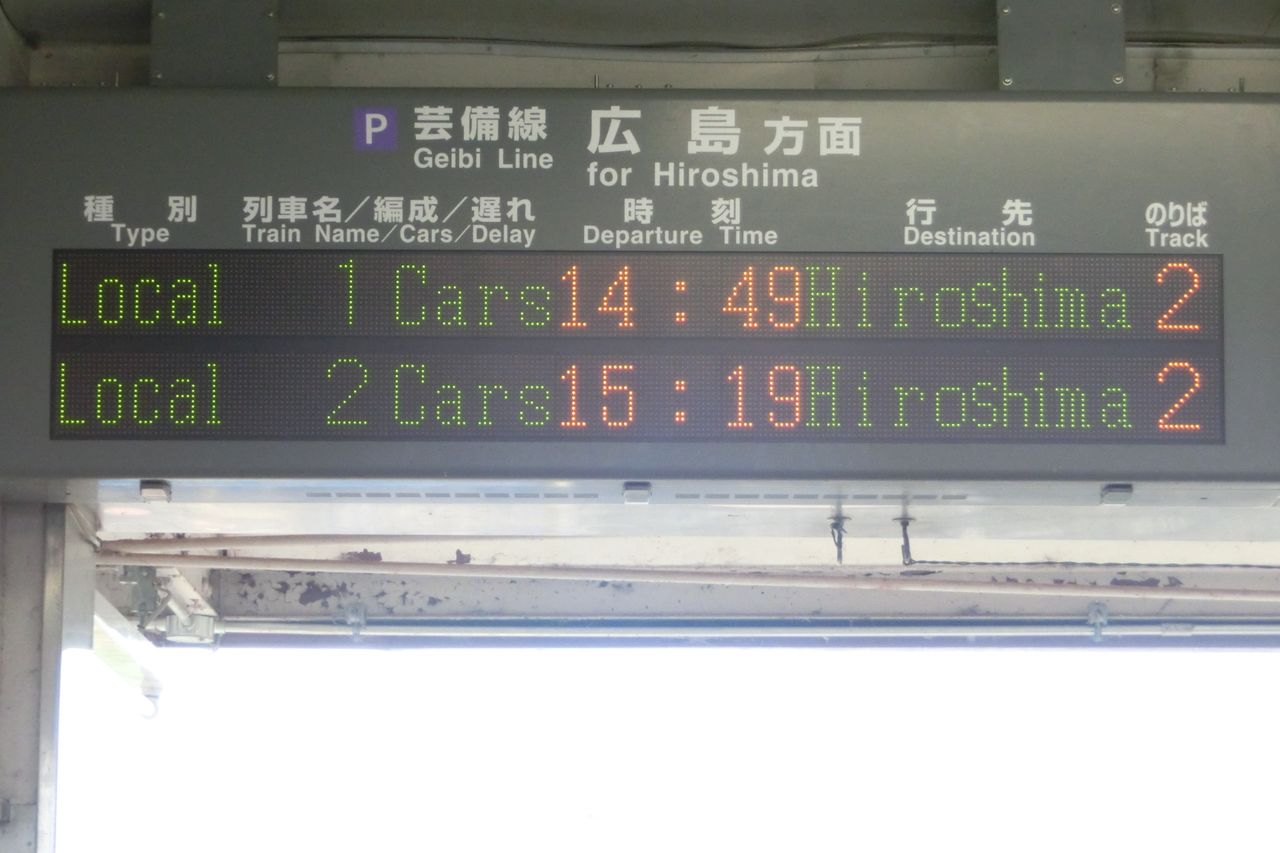 P 芸備線 広島方面
Geibi Line for Hiroshima
種別 列車名/編成/遅れ 時刻 行先 のりば
Type Train Name/Cars/Delay Departure Time Destination Track
Local 1 Cars 14:49 Hiroshima 2
Local 2 Cars 15:19 Hiroshima 2